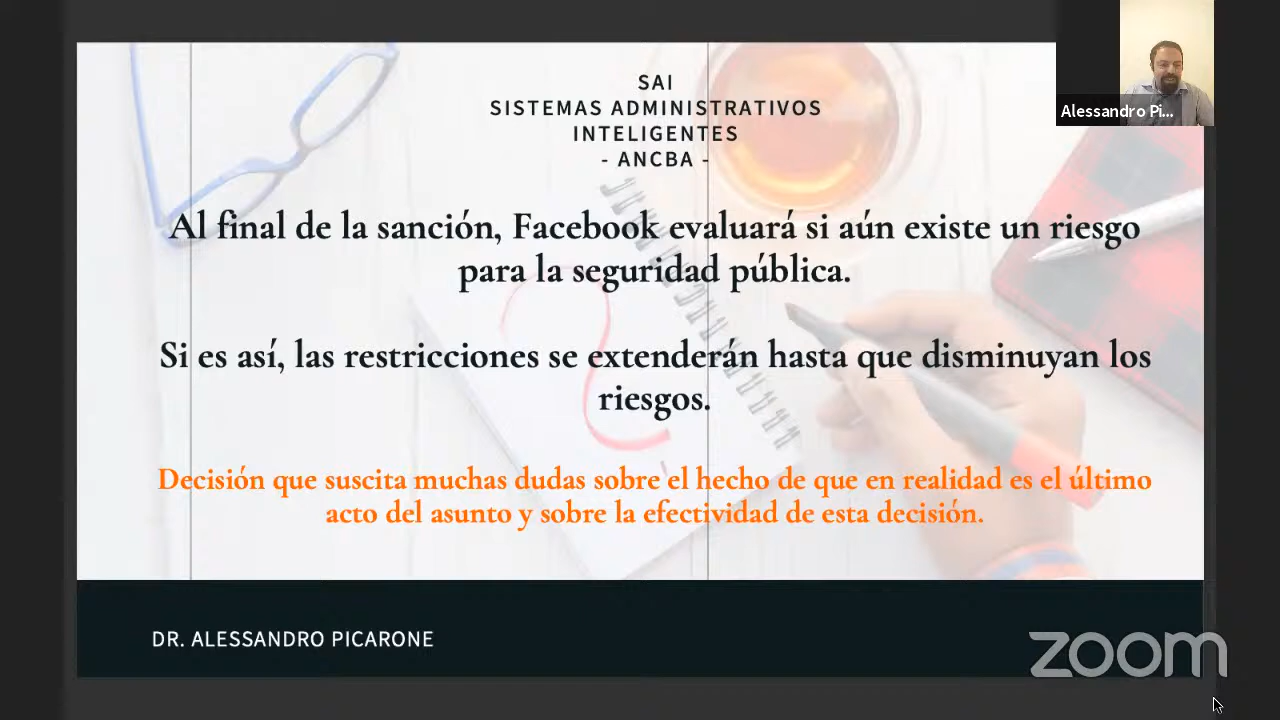 SAI
SISTEMAS ADMINISTRATIVOS
INTELIGENTES
- ANCBA -
Alessandro Pi...
Al final de la sanción, Facebook evaluará si aún existe un riesgo
para la seguridad pública.
Si es así, las restricciones se extenderán hasta que disminuyan los
riesgos.
Decisión que suscita muchas dudas sobre el hecho de que en realidad es el último
acto del asunto y sobre la efectividad de esta decisión.
DR. ALESSANDRO PICARONE
zoom